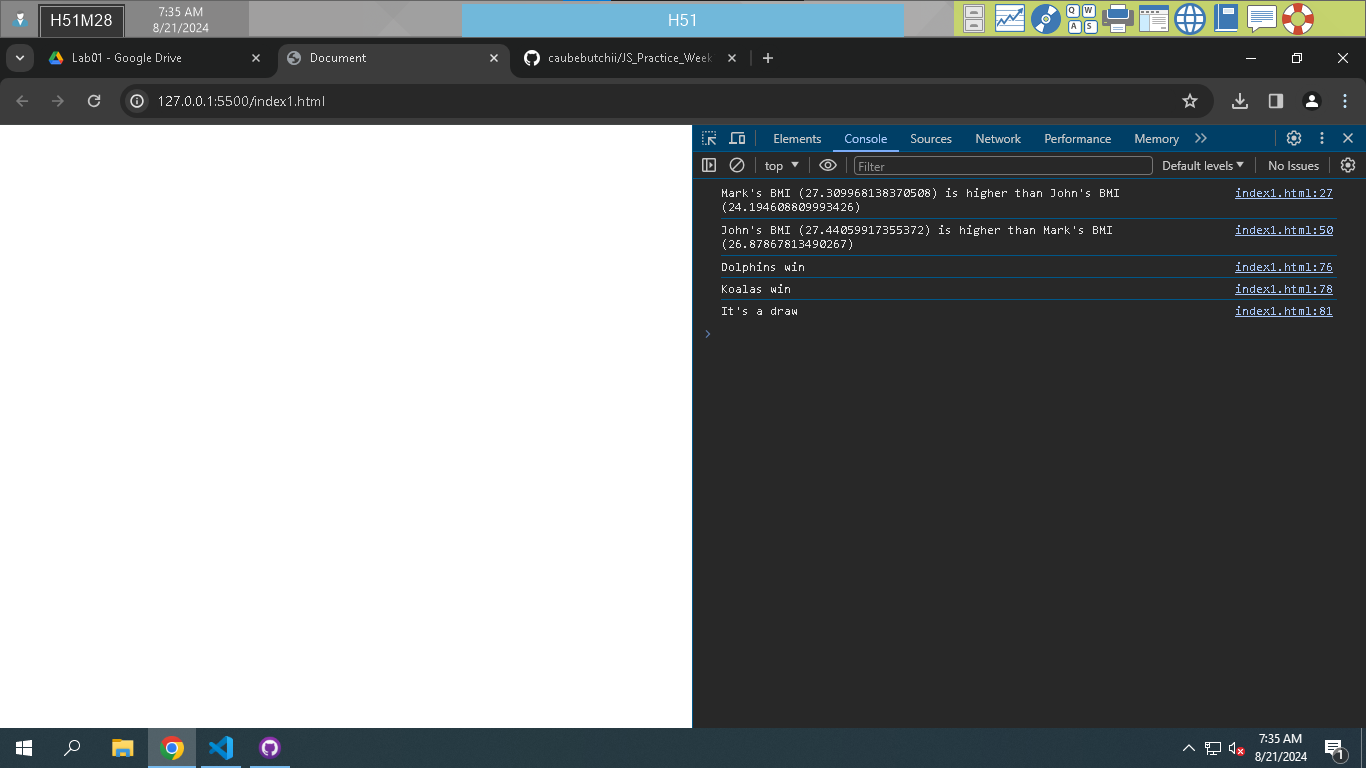 H51M28
7:35 AM
8/21/2024
H51
Q W
A S
Lab01 - Google Drive
Document
caubebutchii/JS_Practice_Week
127.0.0.1:5500/index1.html
Elements Console Sources Network Performance Memory
top Filter Default levels No Issues
Mark's BMI (27.309968138370508) is higher than John's BMI index1.html:27
(24.194608809993426)
John's BMI (27.44059917355372) is higher than Mark's BMI index1.html:50
(26.87867813490267)
Dolphins win index1.html:76
Koalas win index1.html:78
It's a draw index1.html:81
7:35 AM
8/21/2024
1